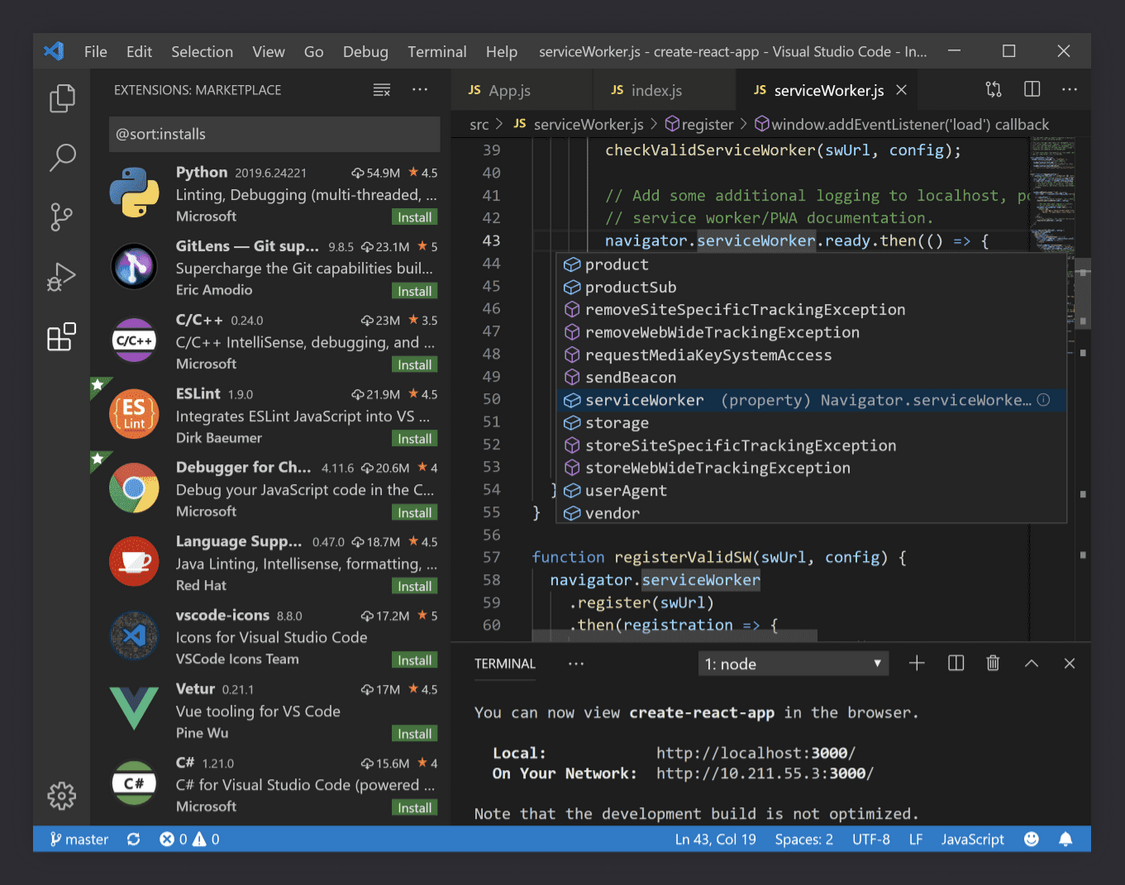 File Edit Selection View Go Debug Terminal Help serviceWorker.js - create-react-app - Visual Studio Code - In...
EXTENSIONS: MARKETPLACE
@sort:installs
Python 2019.6.24221 54.9M ★ 4.5
Linting, Debugging (multi-threaded, ...
Microsoft Install
GitLens — Git sup... 9.8.5 23.1M ★ 5
Supercharge the Git capabilities buil...
Eric Amodio Install
C/C++
C/C++ 0.24.0 23M ★ 3.5
C/C++ IntelliSense, debugging, and ...
Microsoft Install
ES
Lint
ESLint 1.9.0 21.9M ★ 4.5
Integrates ESLint JavaScript into VS ...
Dirk Baeumer Install
Debugger for Ch... 4.11.6 20.6M ★ 4
Debug your JavaScript code in the C...
Microsoft Install
Language Supp... 0.47.0 18.7M ★ 4.5
Java Linting, Intellisense, formatting, ...
Red Hat Install
vscode-icons 8.8.0 17.2M ★ 5
Icons for Visual Studio Code
VSCode Icons Team Install
Vetur 0.21.1 17M ★ 4.5
Vue tooling for VS Code
Pine Wu Install
C#
C# 1.21.0 15.6M ★ 4
C# for Visual Studio Code (powered ...
Microsoft Install
JS App.js JS index.js JS serviceWorker.js
src > JS serviceWorker.js > register > window.addEventListener('load') callback
39 checkValidServiceWorker(swUrl, config);
40
41 // Add some additional logging to localhost, po
42 // service worker/PWA documentation.
43 navigator.serviceWorker.ready.then(() => {
44 product
45 productSub
46 removeSiteSpecificTrackingException
47 removeWebWideTrackingException
48 requestMediaKeySystemAccess
49 sendBeacon
50 serviceWorker (property) Navigator.serviceWorke...
51 storage
52 storeSiteSpecificTrackingException
53 storeWebWideTrackingException
54 } userAgent
55 } vendor
56
57 function registerValidSW(swUrl, config) {
58 navigator.serviceWorker
59 .register(swUrl)
60 .then(registration => {
TERMINAL ... 1: node
You can now view create-react-app in the browser.
Local: http://localhost:3000/
On Your Network: http://10.211.55.3:3000/
Note that the development build is not optimized.
master 0 0 Ln 43, Col 19 Spaces: 2 UTF-8 LF JavaScript